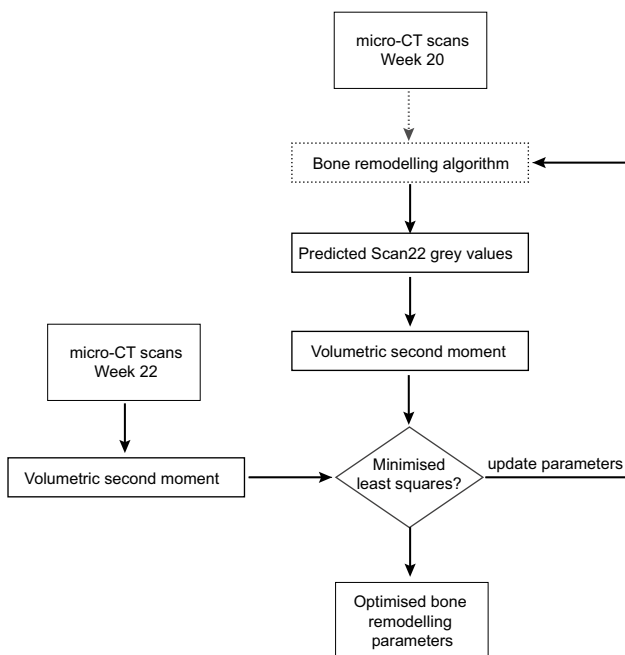 micro-CT scans
Week 20
Bone remodelling algorithm
Predicted Scan22 grey values
micro-CT scans
Week 22
Volumetric second moment
Volumetric second moment
Minimised
least squares?
update parameters
Optimised bone
remodelling
parameters